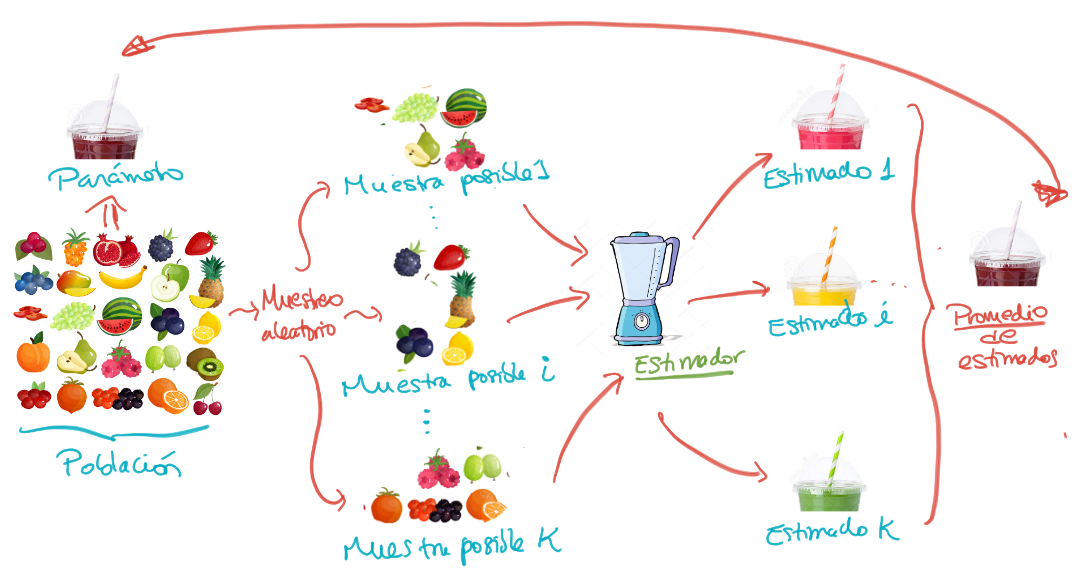 Parámetro
Población
Muestreo
aleatorio
Muestra posible 1
Muestra posible i
Muestra posible K
Estimador
Estimado 1
Estimado i
Estimado K
Promedio
de
estimados